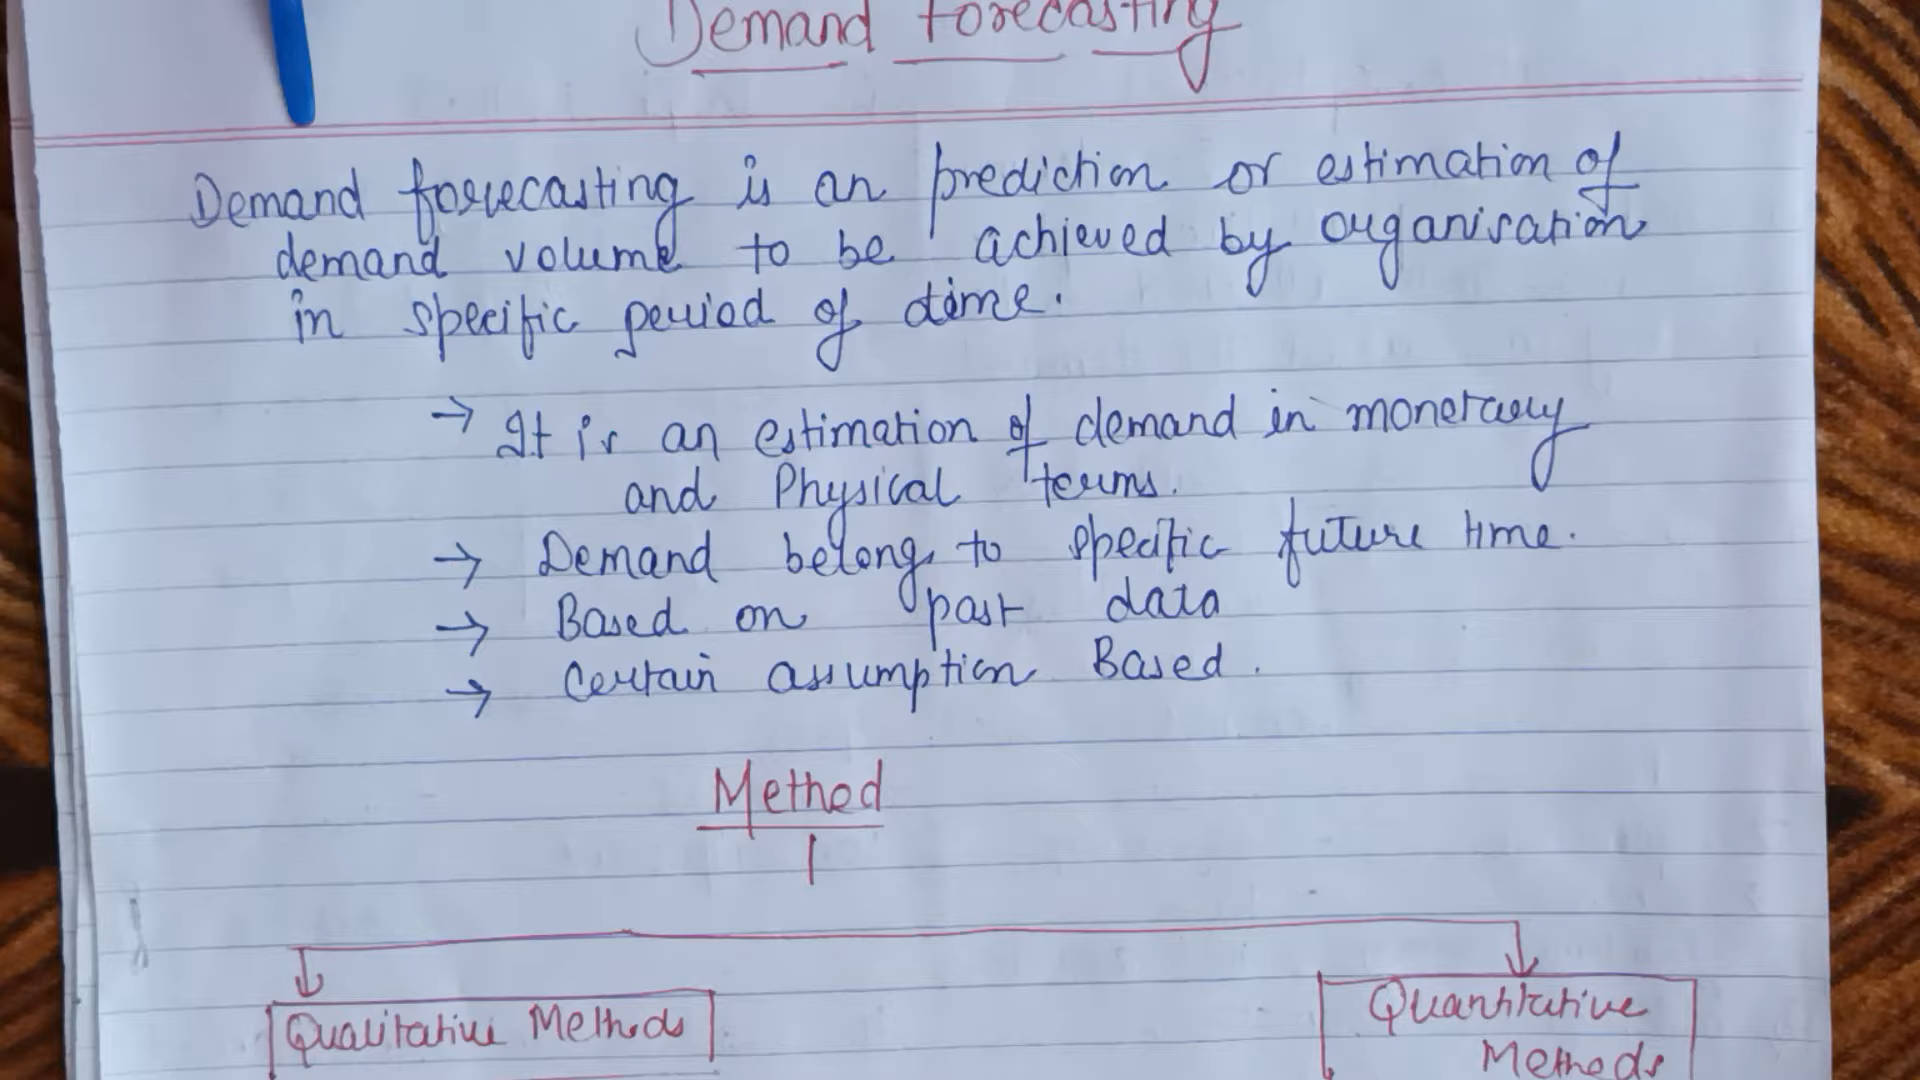 Demand forecasting
Demand forecasting is an prediction or estimation of
demand volume to be achieved by organisation
in specific period of time.
→ It is an estimation of demand in monetary
and Physical terms.
→ Demand belong to specific future time.
→ Based on past data
→ Certain assumption Based.
Method
Qualitative Methods
Quantitative
Methods